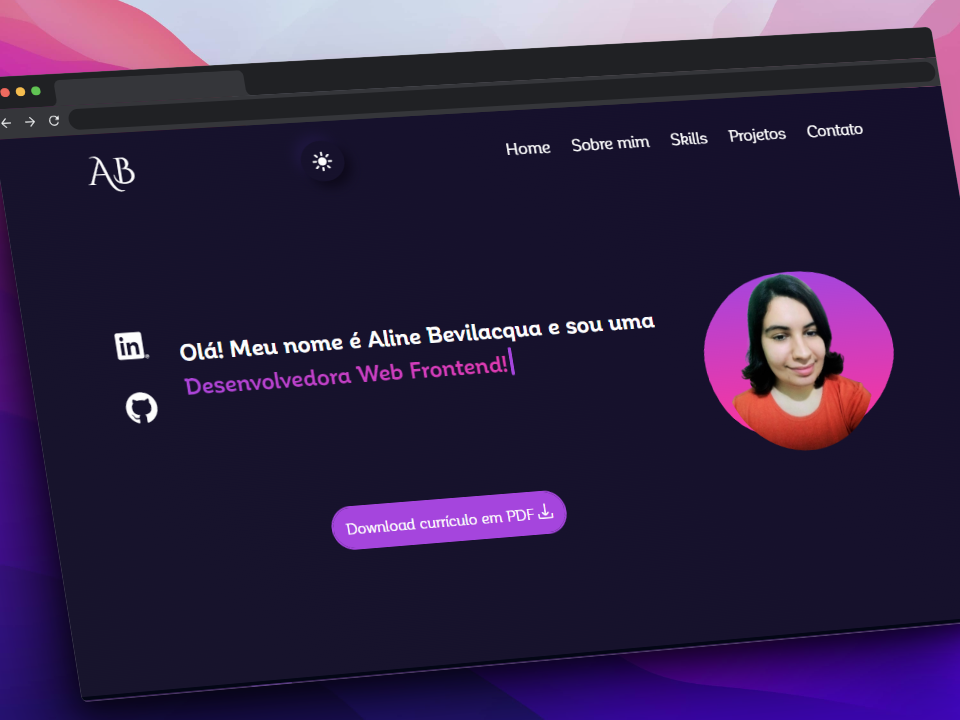 AB
Home Sobre mim Skills Projetos Contato
in
Olá! Meu nome é Aline Bevilacqua e sou uma
Desenvolvedora Web Frontend!
Download currículo em PDF